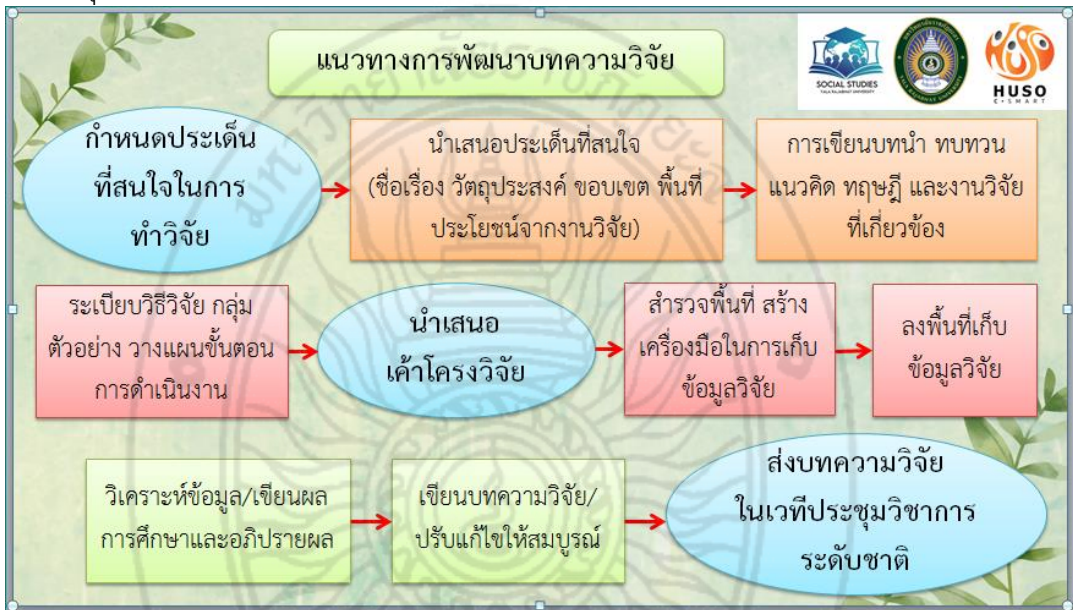 แนวทางการพัฒนาบทความวิจัย
SOCIAL STUDIES
YALA RAJABHAT UNIVERSITY
HUSO
E-SMART
กำหนดประเด็น
ที่สนใจในการ
ทำวิจัย
นำเสนอประเด็นที่สนใจ
(ชื่อเรื่อง วัตถุประสงค์ ขอบเขต พื้นที่
ประโยชน์จากงานวิจัย)
การเขียนบทนำ ทบทวน
แนวคิด ทฤษฎี และงานวิจัย
ที่เกี่ยวข้อง
ระเบียบวิธีวิจัย กลุ่ม
ตัวอย่าง วางแผนขั้นตอน
การดำเนินงาน
นำเสนอ
เค้าโครงวิจัย
สำรวจพื้นที่ สร้าง
เครื่องมือในการเก็บ
ข้อมูลวิจัย
ลงพื้นที่เก็บ
ข้อมูลวิจัย
วิเคราะห์ข้อมูล/เขียนผล
การศึกษาและอภิปรายผล
เขียนบทความวิจัย/
ปรับแก้ไขให้สมบูรณ์
ส่งบทความวิจัย
ในเวทีประชุมวิชาการ
ระดับชาติ